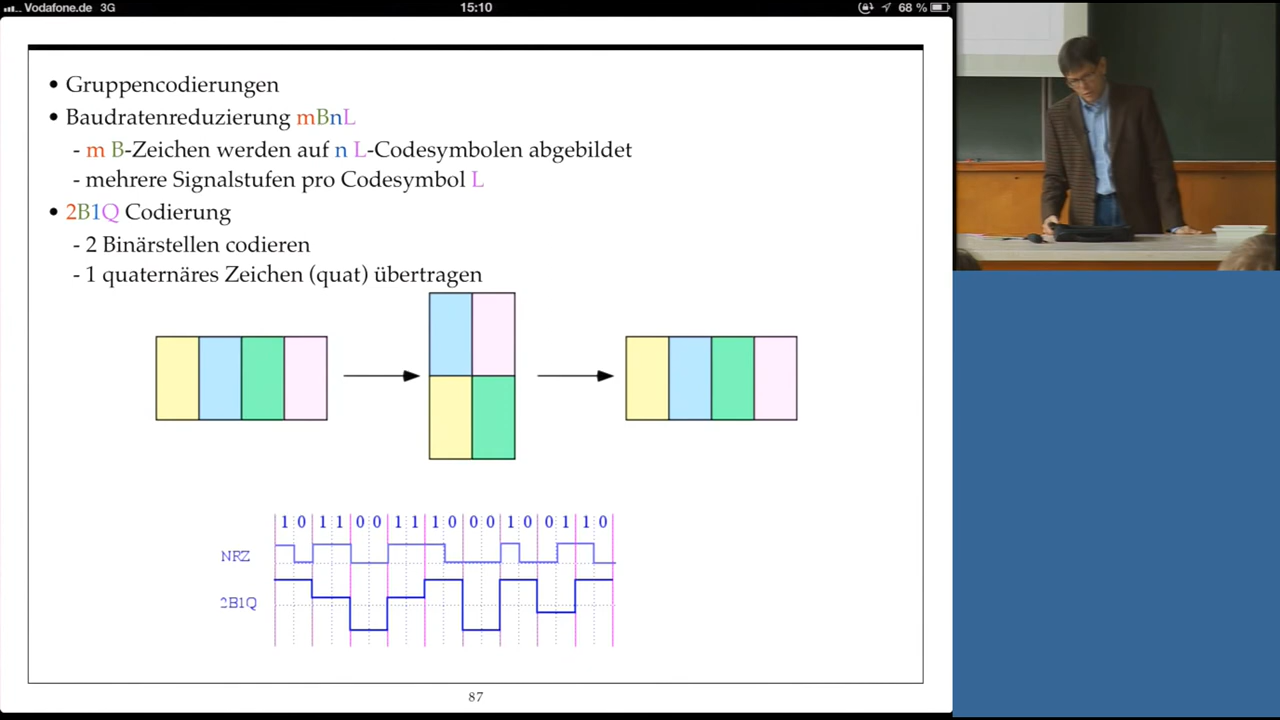 Vodafone.de 3G 15:10 68 %
• Gruppencodierungen
• Baudratenreduzierung mBnL
- m B-Zeichen werden auf n L-Codesymbolen abgebildet
- mehrere Signalstufen pro Codesymbol L
• 2B1Q Codierung
- 2 Binärstellen codieren
- 1 quaternäres Zeichen (quat) übertragen
1 0 1 1 0 0 1 1 1 0 0 0 1 0 0 1 1 0
NRZ
2B1Q
87